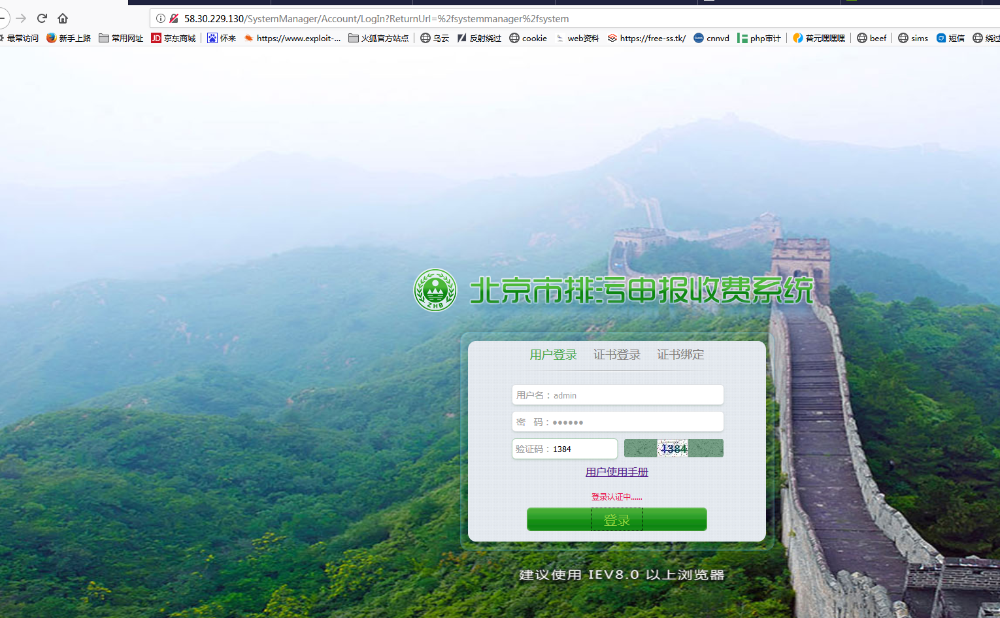 58.30.229.130/SystemManager/Account/LogIn?ReturnUrl=%2fsystemmanager%2fsystem
最常访问 新手上路 常用网址 JD 京东商城 怀来 https://www.exploit-... 火狐官方站点 乌云 反射绕过 cookie web资料 https://free-ss.tk/ cnnvd php审计 普元嘿嘿嘿 beef sims 短信 绕过
ZHB
北京市排污申报收费系统
用户登录 证书登录 证书绑定
用户名：admin
密 码：●●●●●●
验证码：1384 1384
用户使用手册
登录认证中......
登录
建议使用 IEV8.0 以上浏览器